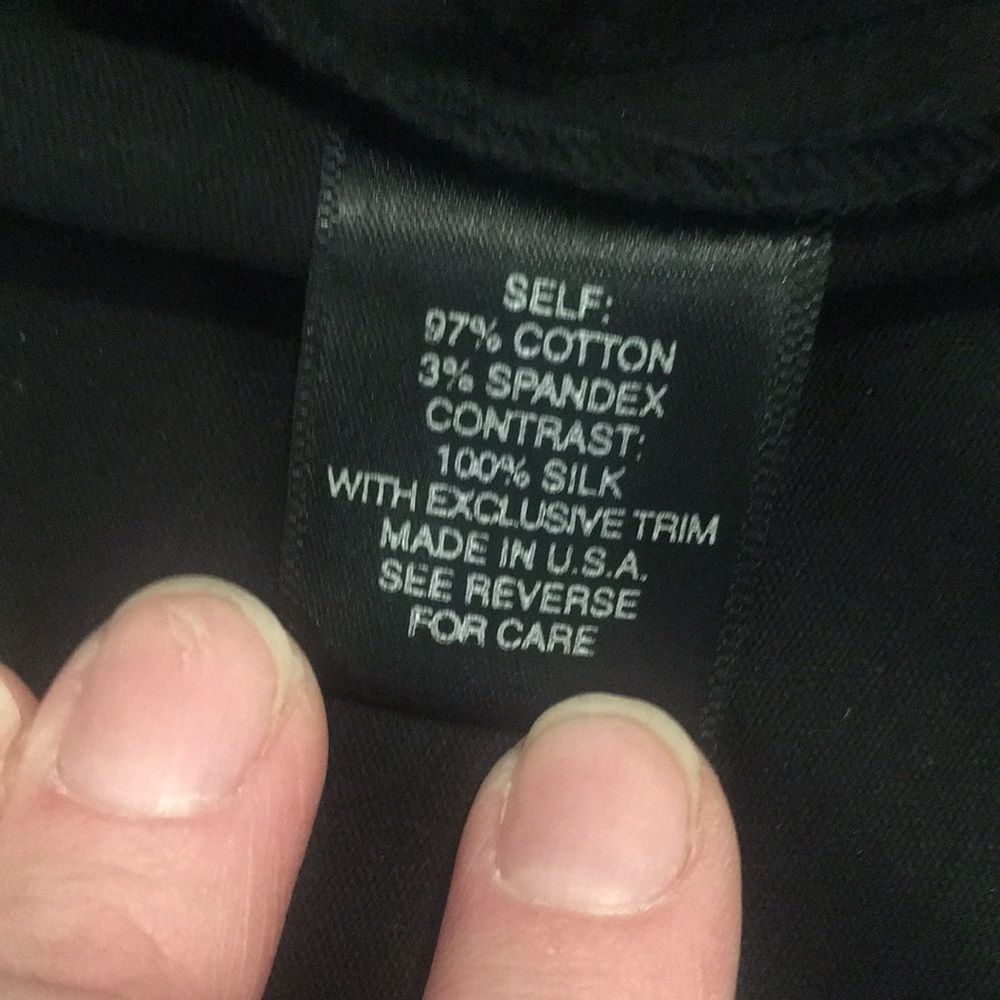 SELF:
97% COTTON
3% SPANDEX
CONTRAST:
100% SILK
WITH EXCLUSIVE TRIM
MADE IN U.S.A.
SEE REVERSE
FOR CARE